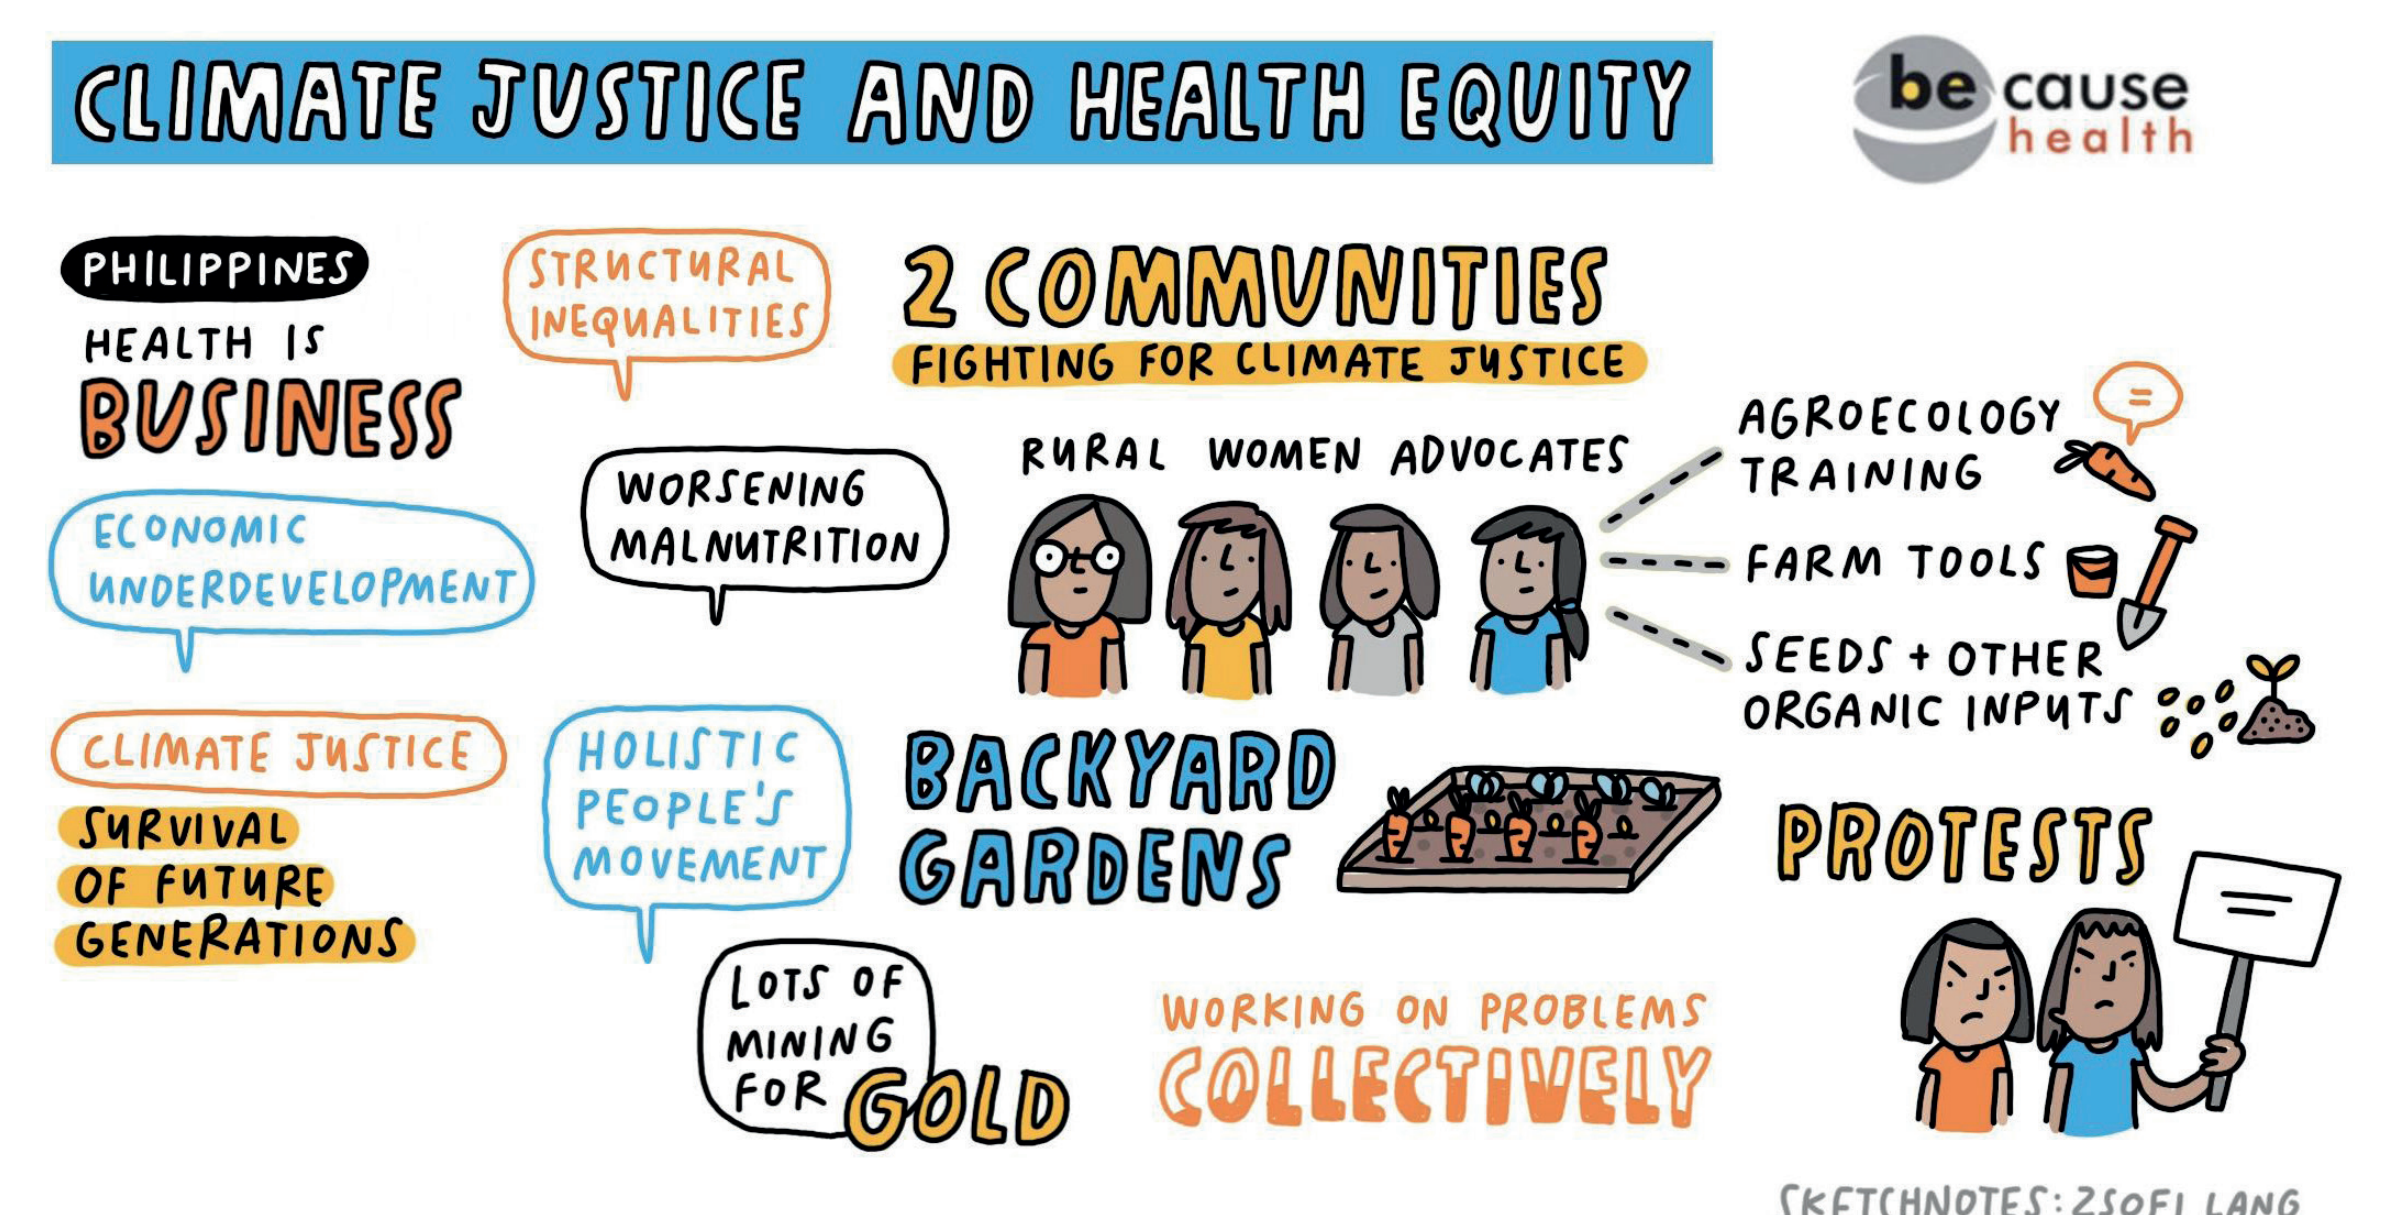 CLIMATE JUSTICE AND HEALTH EQUITY
be cause
health
PHILIPPINES
HEALTH IS
BUSINESS
STRUCTURAL
INEQUALITIES
ECONOMIC
UNDERDEVELOPMENT
WORSENING
MALNUTRITION
CLIMATE JUSTICE
SURVIVAL
OF FUTURE
GENERATIONS
HOLISTIC
PEOPLE'S
MOVEMENT
LOTS OF
MINING
FOR GOLD
2 COMMUNITIES
FIGHTING FOR CLIMATE JUSTICE
RURAL WOMEN ADVOCATES
AGROECOLOGY
TRAINING
=
FARM TOOLS
SEEDS + OTHER
ORGANIC INPUTS
BACKYARD
GARDENS
PROTESTS
WORKING ON PROBLEMS
COLLECTIVELY
SKETCHNOTES: ZSOFI LANG